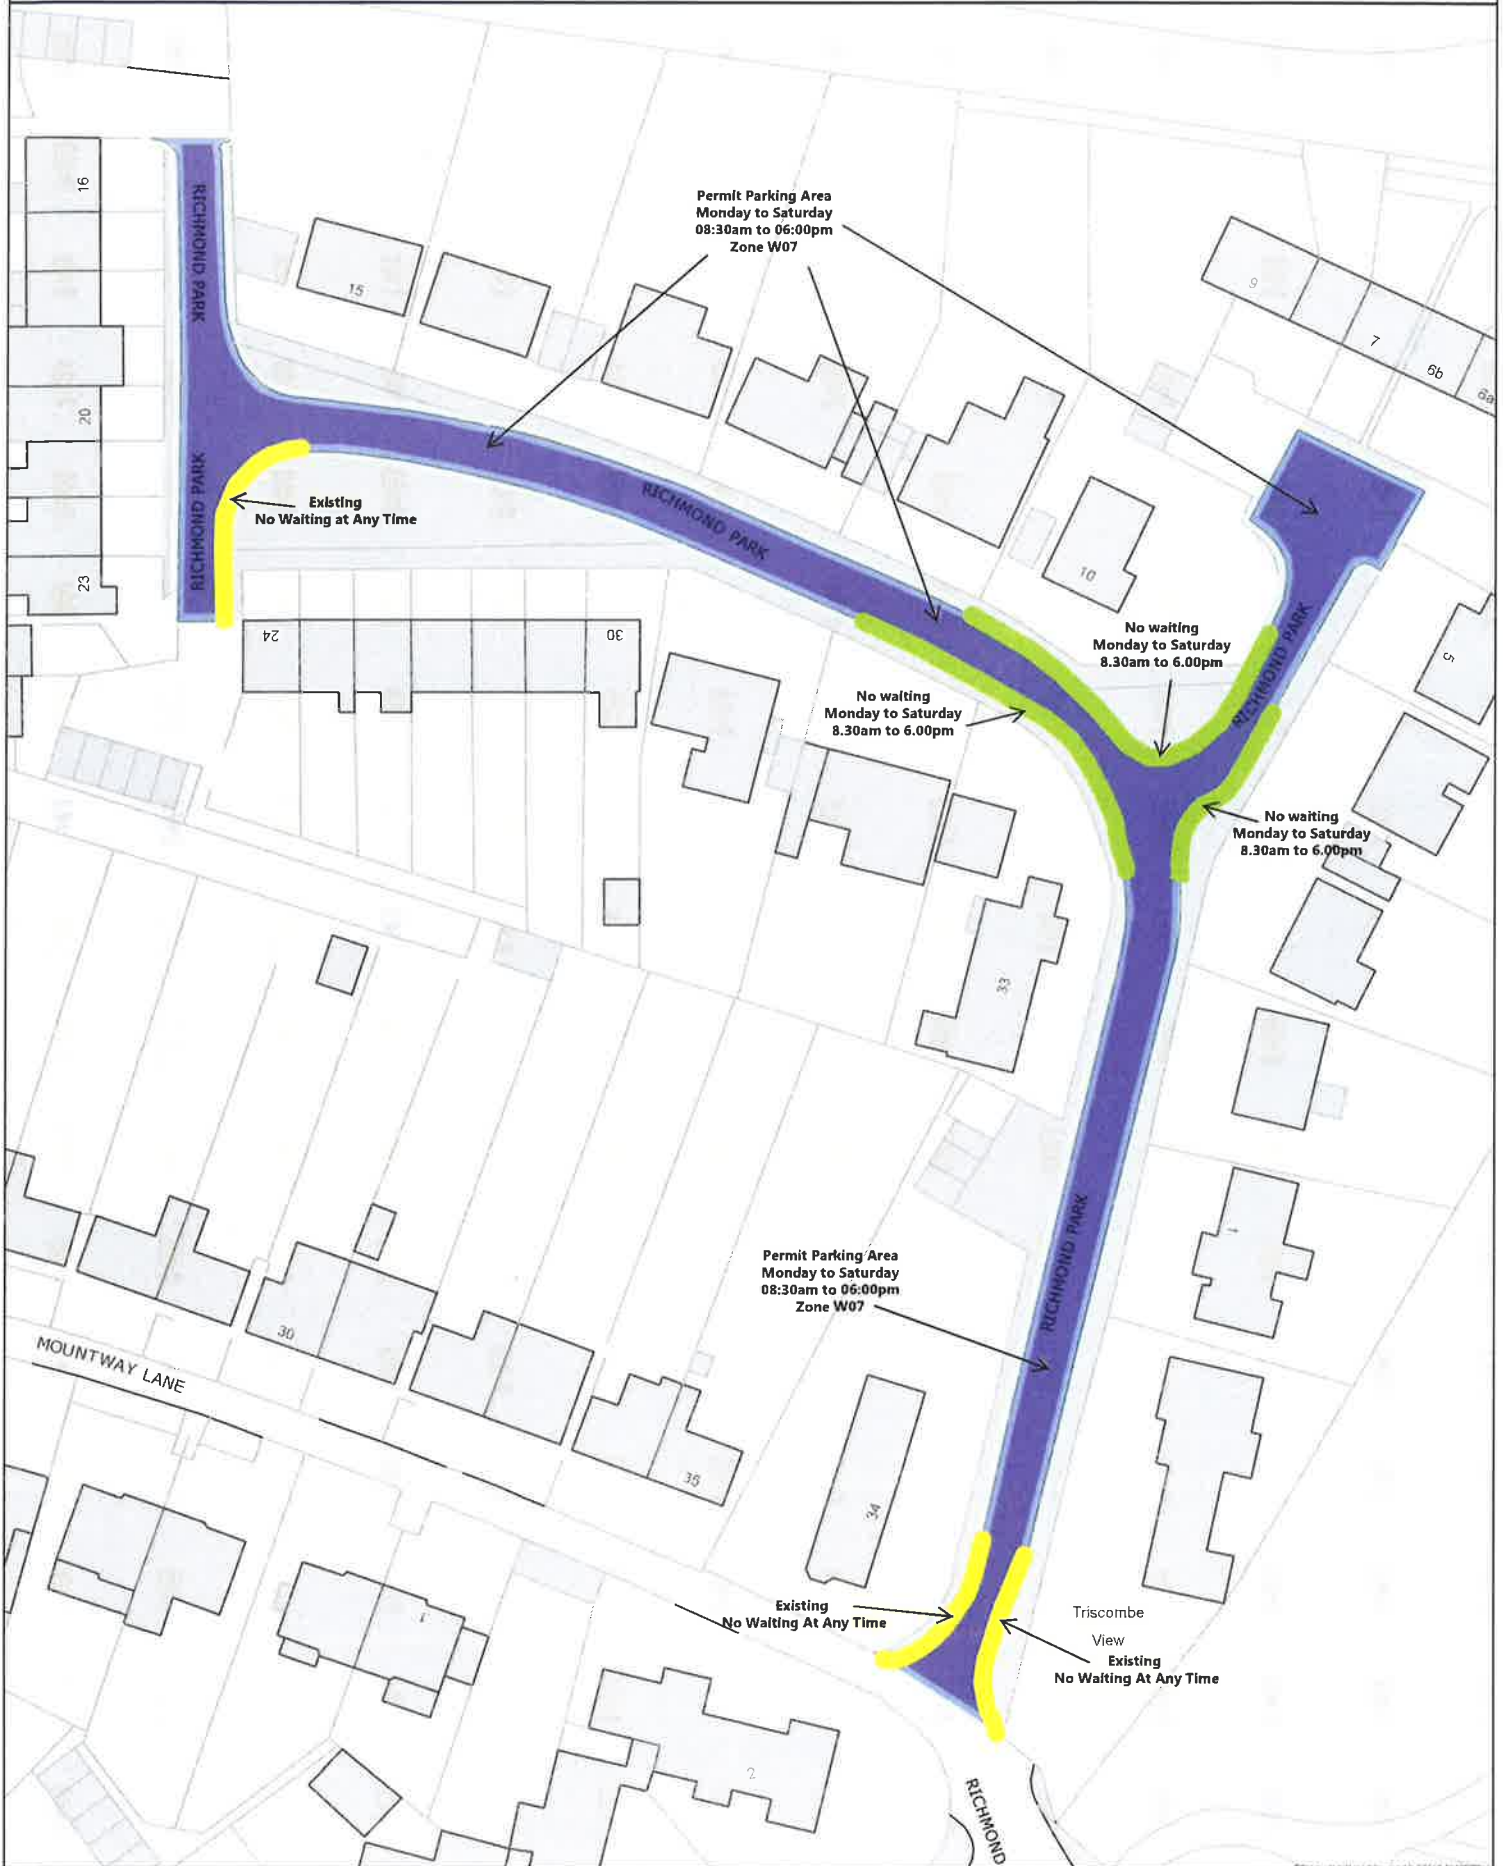 16
RICHMOND PARK
Permit Parking Area
Monday to Saturday
08:30am to 06:00pm
Zone W07
15
9
7
6b
6a
20
RICHMOND PARK
Existing
No Waiting at Any Time
RICHMOND PARK
23
10
24
30
No waiting
Monday to Saturday
8.30am to 6.00pm
RICHMOND PARK
5
No waiting
Monday to Saturday
8.30am to 6.00pm
No waiting
Monday to Saturday
8.30am to 6.00pm
33
1
Permit Parking Area
Monday to Saturday
08:30am to 06:00pm
Zone W07
RICHMOND PARK
30
MOUNTWAY LANE
35
34
Existing
No Waiting At Any Time
Triscombe
View
Existing
No Waiting At Any Time
1
2
RICHMOND